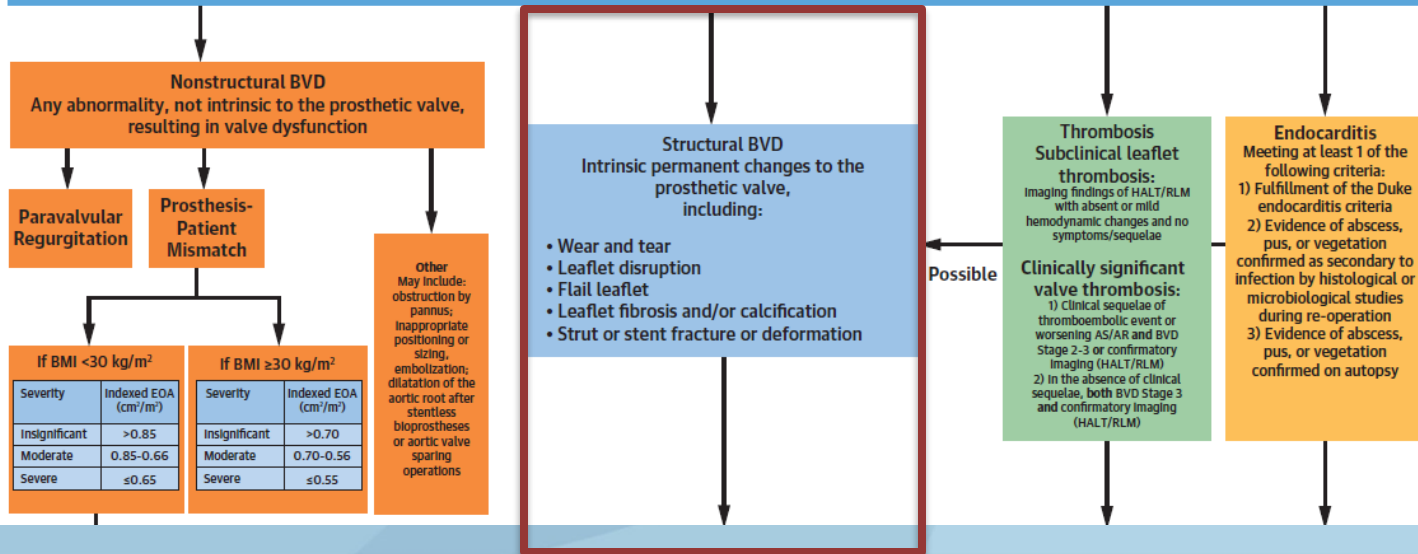 Nonstructural BVD
Any abnormality, not intrinsic to the prosthetic valve,
resulting in valve dysfunction
Paravalvular
Regurgitation
Prosthesis-
Patient
Mismatch
Other
May include:
obstruction by
pannus;
inappropriate
positioning or
sizing,
embolization;
dilatation of the
aortic root after
stentless
bioprostheses
or aortic valve
sparing
operations
If BMI <30 kg/m²
Severity Indexed EOA
(cm²/m²)
Insignificant >0.85
Moderate 0.85-0.66
Severe ≤0.65
If BMI ≥30 kg/m²
Severity Indexed EOA
(cm²/m²)
Insignificant >0.70
Moderate 0.70-0.56
Severe ≤0.55
Structural BVD
Intrinsic permanent changes to the
prosthetic valve,
including:
• Wear and tear
• Leaflet disruption
• Flail leaflet
• Leaflet fibrosis and/or calcification
• Strut or stent fracture or deformation
Possible
Thrombosis
Subclinical leaflet
thrombosis:
Imaging findings of HALT/RLM
with absent or mild
hemodynamic changes and no
symptoms/sequelae
Clinically significant
valve thrombosis:
1) Clinical sequelae of
thromboembolic event or
worsening AS/AR and BVD
Stage 2-3 or confirmatory
imaging (HALT/RLM)
2) In the absence of clinical
sequelae, both BVD Stage 3
and confirmatory imaging
(HALT/RLM)
Endocarditis
Meeting at least 1 of the
following criteria:
1) Fulfillment of the Duke
endocarditis criteria
2) Evidence of abscess,
pus, or vegetation
confirmed as secondary to
infection by histological or
microbiological studies
during re-operation
3) Evidence of abscess,
pus, or vegetation
confirmed on autopsy